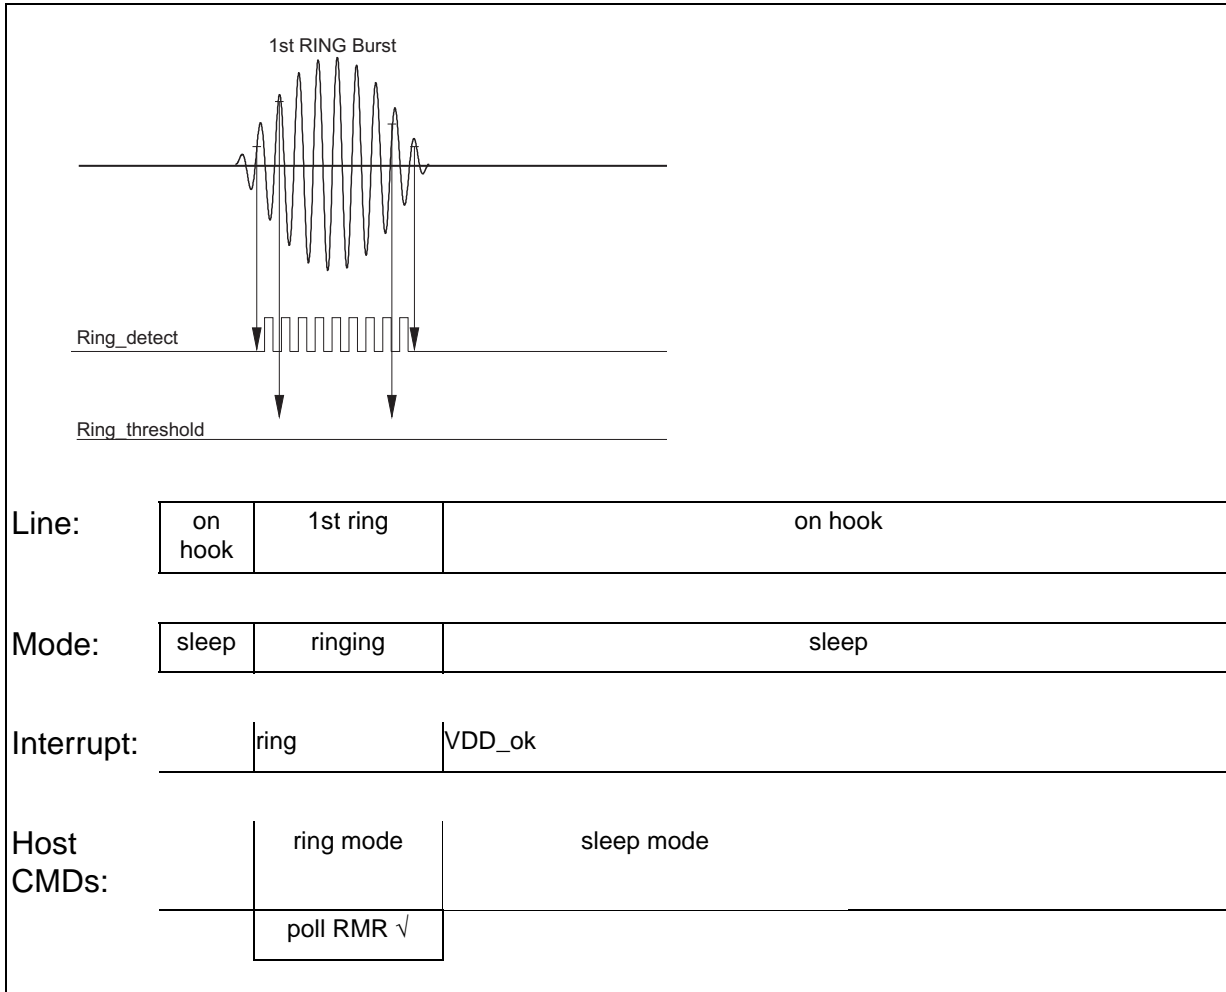 1st RING Burst
Ring_detect
Ring_threshold
Line:
on
hook
1st ring
on hook
Mode:
sleep
ringing
sleep
Interrupt:
ring
VDD_ok
Host
CMDs:
ring mode
sleep mode
poll RMR √